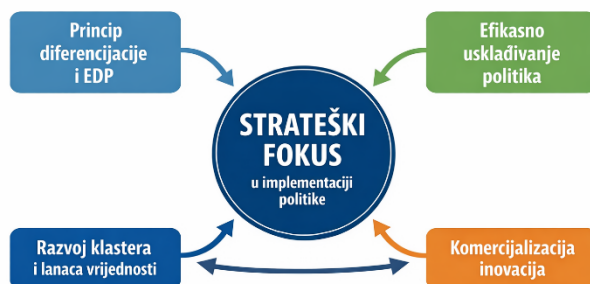 Princip
diferencijacije
i EDP
Efikasno
usklađivanje
politika
STRATEŠKI
FOKUS
u implementaciji
politike
Razvoj klastera
i lanaca vrijednosti
Komercijalizacija
inovacija